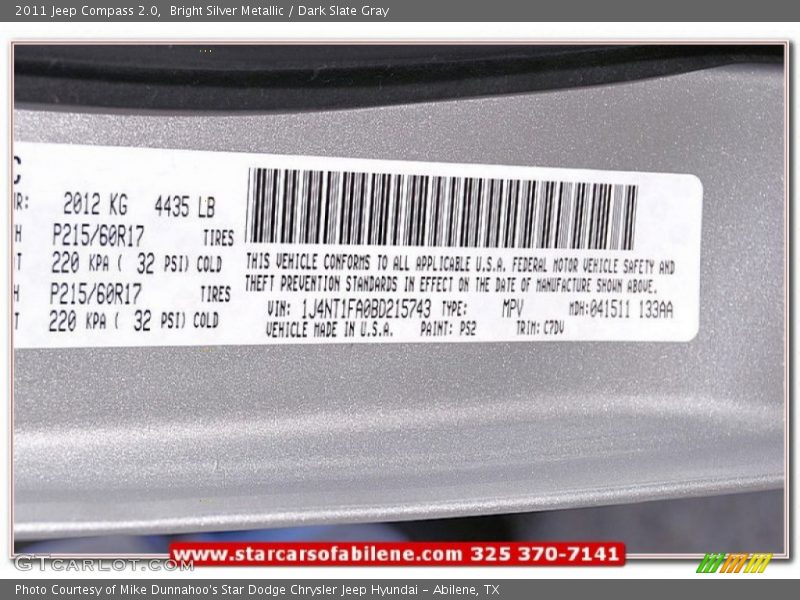 2011 Jeep Compass 2.0,  Bright Silver Metallic / Dark Slate Gray
C
R: 2012 KG 4435 LB
H P215/60R17 TIRES
T 220 KPA ( 32 PSI) COLD
H P215/60R17 TIRES
T 220 KPA ( 32 PSI) COLD
THIS VEHICLE CONFORMS TO ALL APPLICABLE U.S.A. FEDERAL MOTOR VEHICLE SAFETY AND
THEFT PREVENTION STANDARDS IN EFFECT ON THE DATE OF MANUFACTURE SHOWN ABOVE.
VIN: 1J4NT1FA0BD215743 TYPE: MPV MDH:041511 133AA
VEHICLE MADE IN U.S.A. PAINT: PS2 TRIM: C7DV
GTCarLot.com
www.starcarsofabilene.com 325 370-7141
Photo Courtesy of Mike Dunnahoo's Star Dodge Chrysler Jeep Hyundai - Abilene, TX